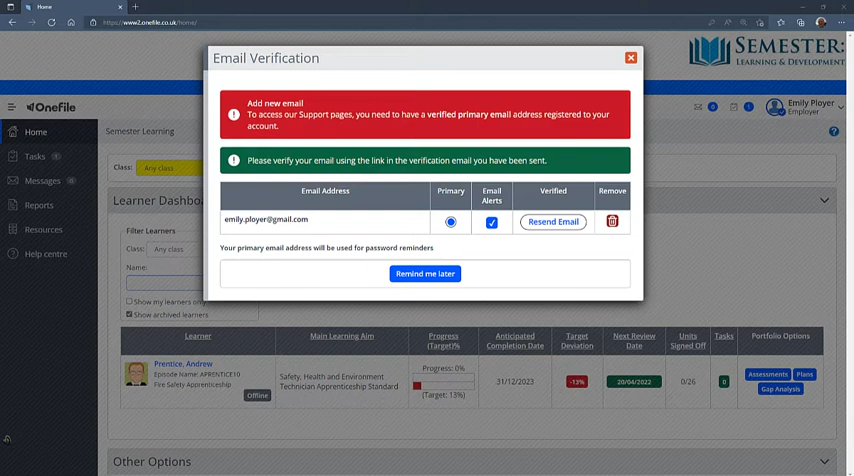 Home
https://www2.onefile.co.uk/home/
SEMESTER:
LEARNING & DEVELOPMENT
Onefile
Emily Ployer
Employer
0
1
Home
Tasks 1
Messages 0
Reports
Resources
Help centre
Semester Learning
Class: Any class
Learner Dashbo
Filter Learners
Class: Any class
Name:
Show my learners only
Show archived learners
Email Verification
Add new email
To access our Support pages, you need to have a verified primary email address registered to your
account.
Please verify your email using the link in the verification email you have been sent.
Email Address Primary Email Alerts Verified Remove
emily.ployer@gmail.com Resend Email
Your primary email address will be used for password reminders
Remind me later
Learner Main Learning Aim Progress (Target)% Anticipated Completion Date Target Deviation Next Review Date Units Signed Off Tasks Portfolio Options
Prentice, Andrew
Episode Name: APRENTICE10
Fire Safety Apprenticeship
Offline
Safety, Health and Environment
Technician Apprenticeship Standard
Progress: 0%
(Target: 13%)
31/12/2023
-13%
20/04/2022
0/26
0
Assessments Plans
Gap Analysis
Other Options